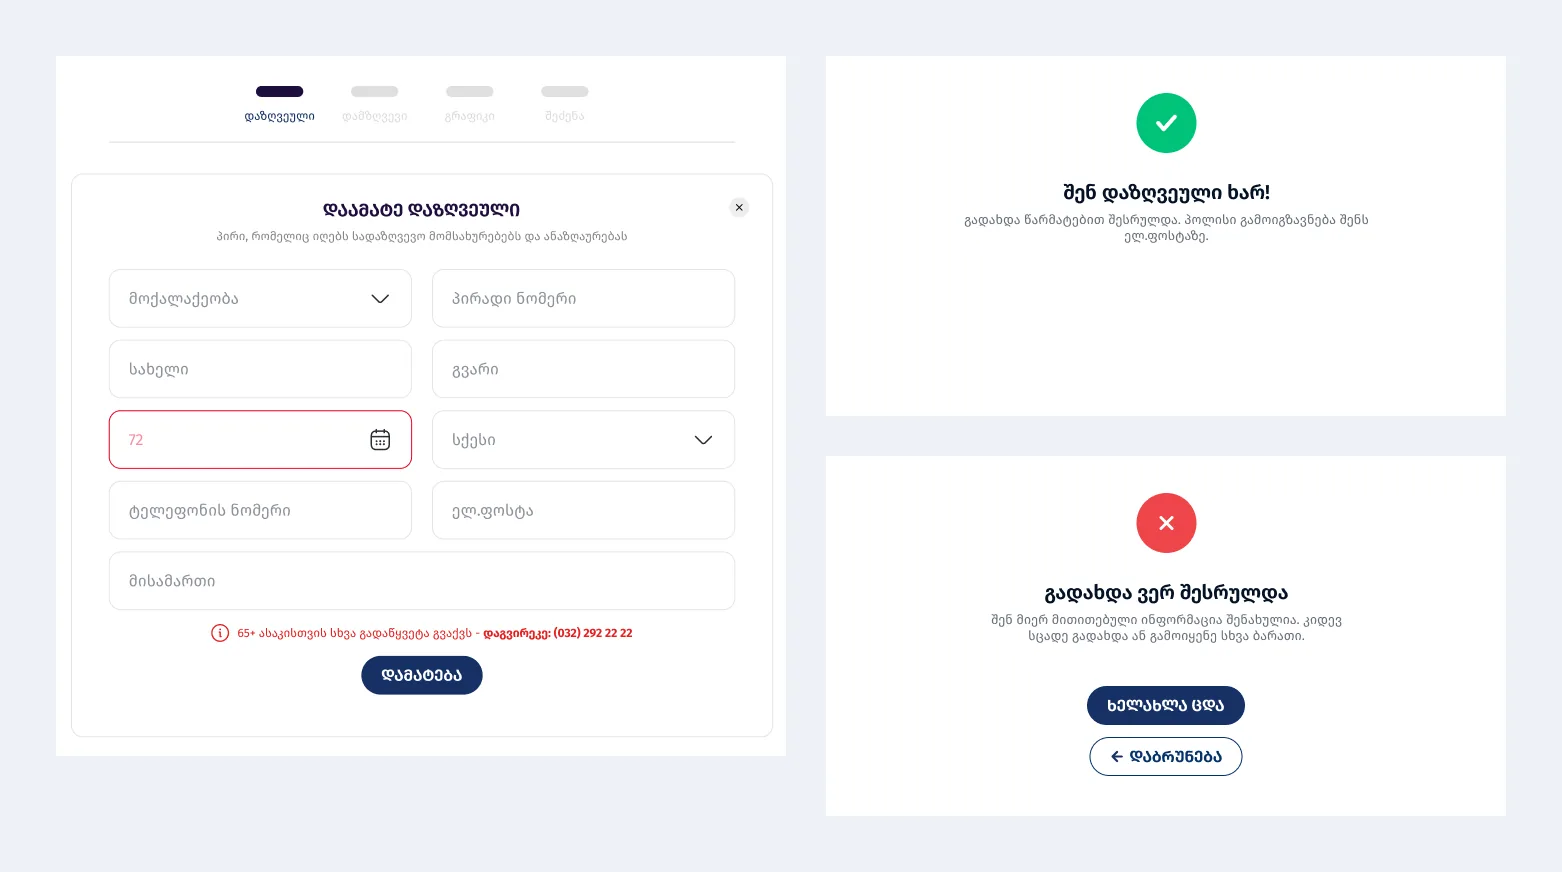 დაზღვეული
დამზღვევი
გრაფიკი
შეძენა
დაამატე დაზღვეული
პირი, რომელიც იღებს სადაზღვევო მომსახურებებს და ანაზღაურებას
მოქალაქეობა
პირადი ნომერი
სახელი
გვარი
72
სქესი
ტელეფონის ნომერი
ელ.ფოსტა
მისამართი
65+ ასაკისთვის სხვა გადაწყვეტა გვაქვს - დაგვირეკე: (032) 292 22 22
დამატება
შენ დაზღვეული ხარ!
გადახდა წარმატებით შესრულდა. პოლისი გამოიგზავნება შენს
ელ.ფოსტაზე.
გადახდა ვერ შესრულდა
შენ მიერ მითითებული ინფორმაცია შენახულია. კიდევ
სცადე გადახდა ან გამოიყენე სხვა ბარათი.
ხელახლა ცდა
← დაბრუნება